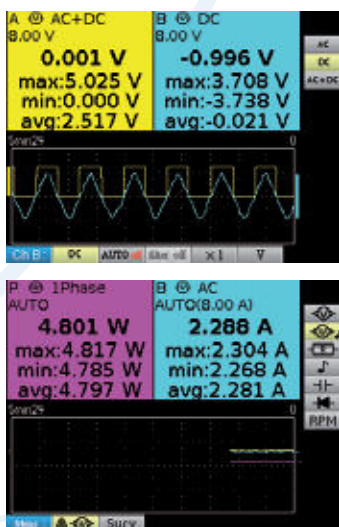 A AC+DC
8.00 V
0.001 V
max:5.025 V
min:0.000 V
avg:2.517 V
B DC
8.00 V
-0.996 V
max:3.708 V
min:-3.738 V
avg:-0.021 V
AC
DC
AC+DC
5min29
0
Ch B: DC AUTO off x1 V
P 1Phase
AUTO
4.801 W
max:4.817 W
min:4.785 W
avg:4.797 W
B AC
AUTO(8.00 A)
2.288 A
max:2.304 A
min:2.268 A
avg:2.281 A
RPM
5min29
0
Surv